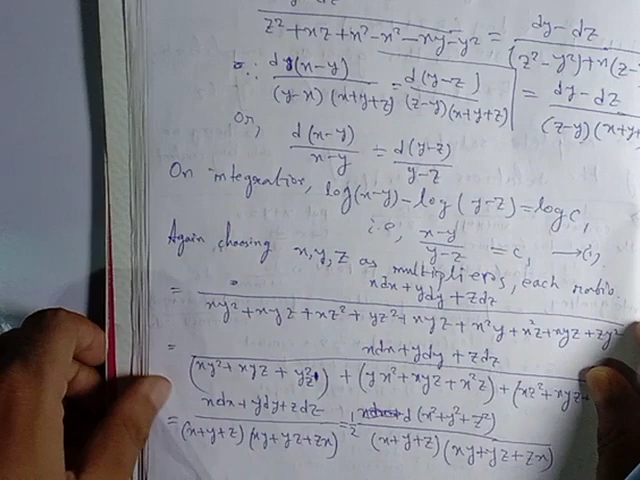 z² + xz + x² - x² - xy - y² = dy - dz / (z² - y²) + x(z -
∴ d(x-y) / (y-x)(x+y+z) = d(y-z) / (z-y)(x+y+z) = dy - dz / (z-y)(x+y+
Or, d(x-y) / x-y = d(y-z) / y-z
On integration, log(x-y) - log(y-z) = log c₁
i.e., x-y / y-z = c₁ → (i)
Again choosing x, y, z as multipliers, each ratio
= xdx + ydy + zdz / xy² + xyz + xz² + yz² + xyz + x²y + x²z + xyz + zy²
= xdx + ydy + zdz / (xy² + xyz + y²z) + (yx² + xyz + x²z) + (xz² + xyz +
= xdx + ydy + zdz / (x+y+z)(xy+yz+zx) = 1/2 d(x²+y²+z²) / (x+y+z)(xy+yz+zx)